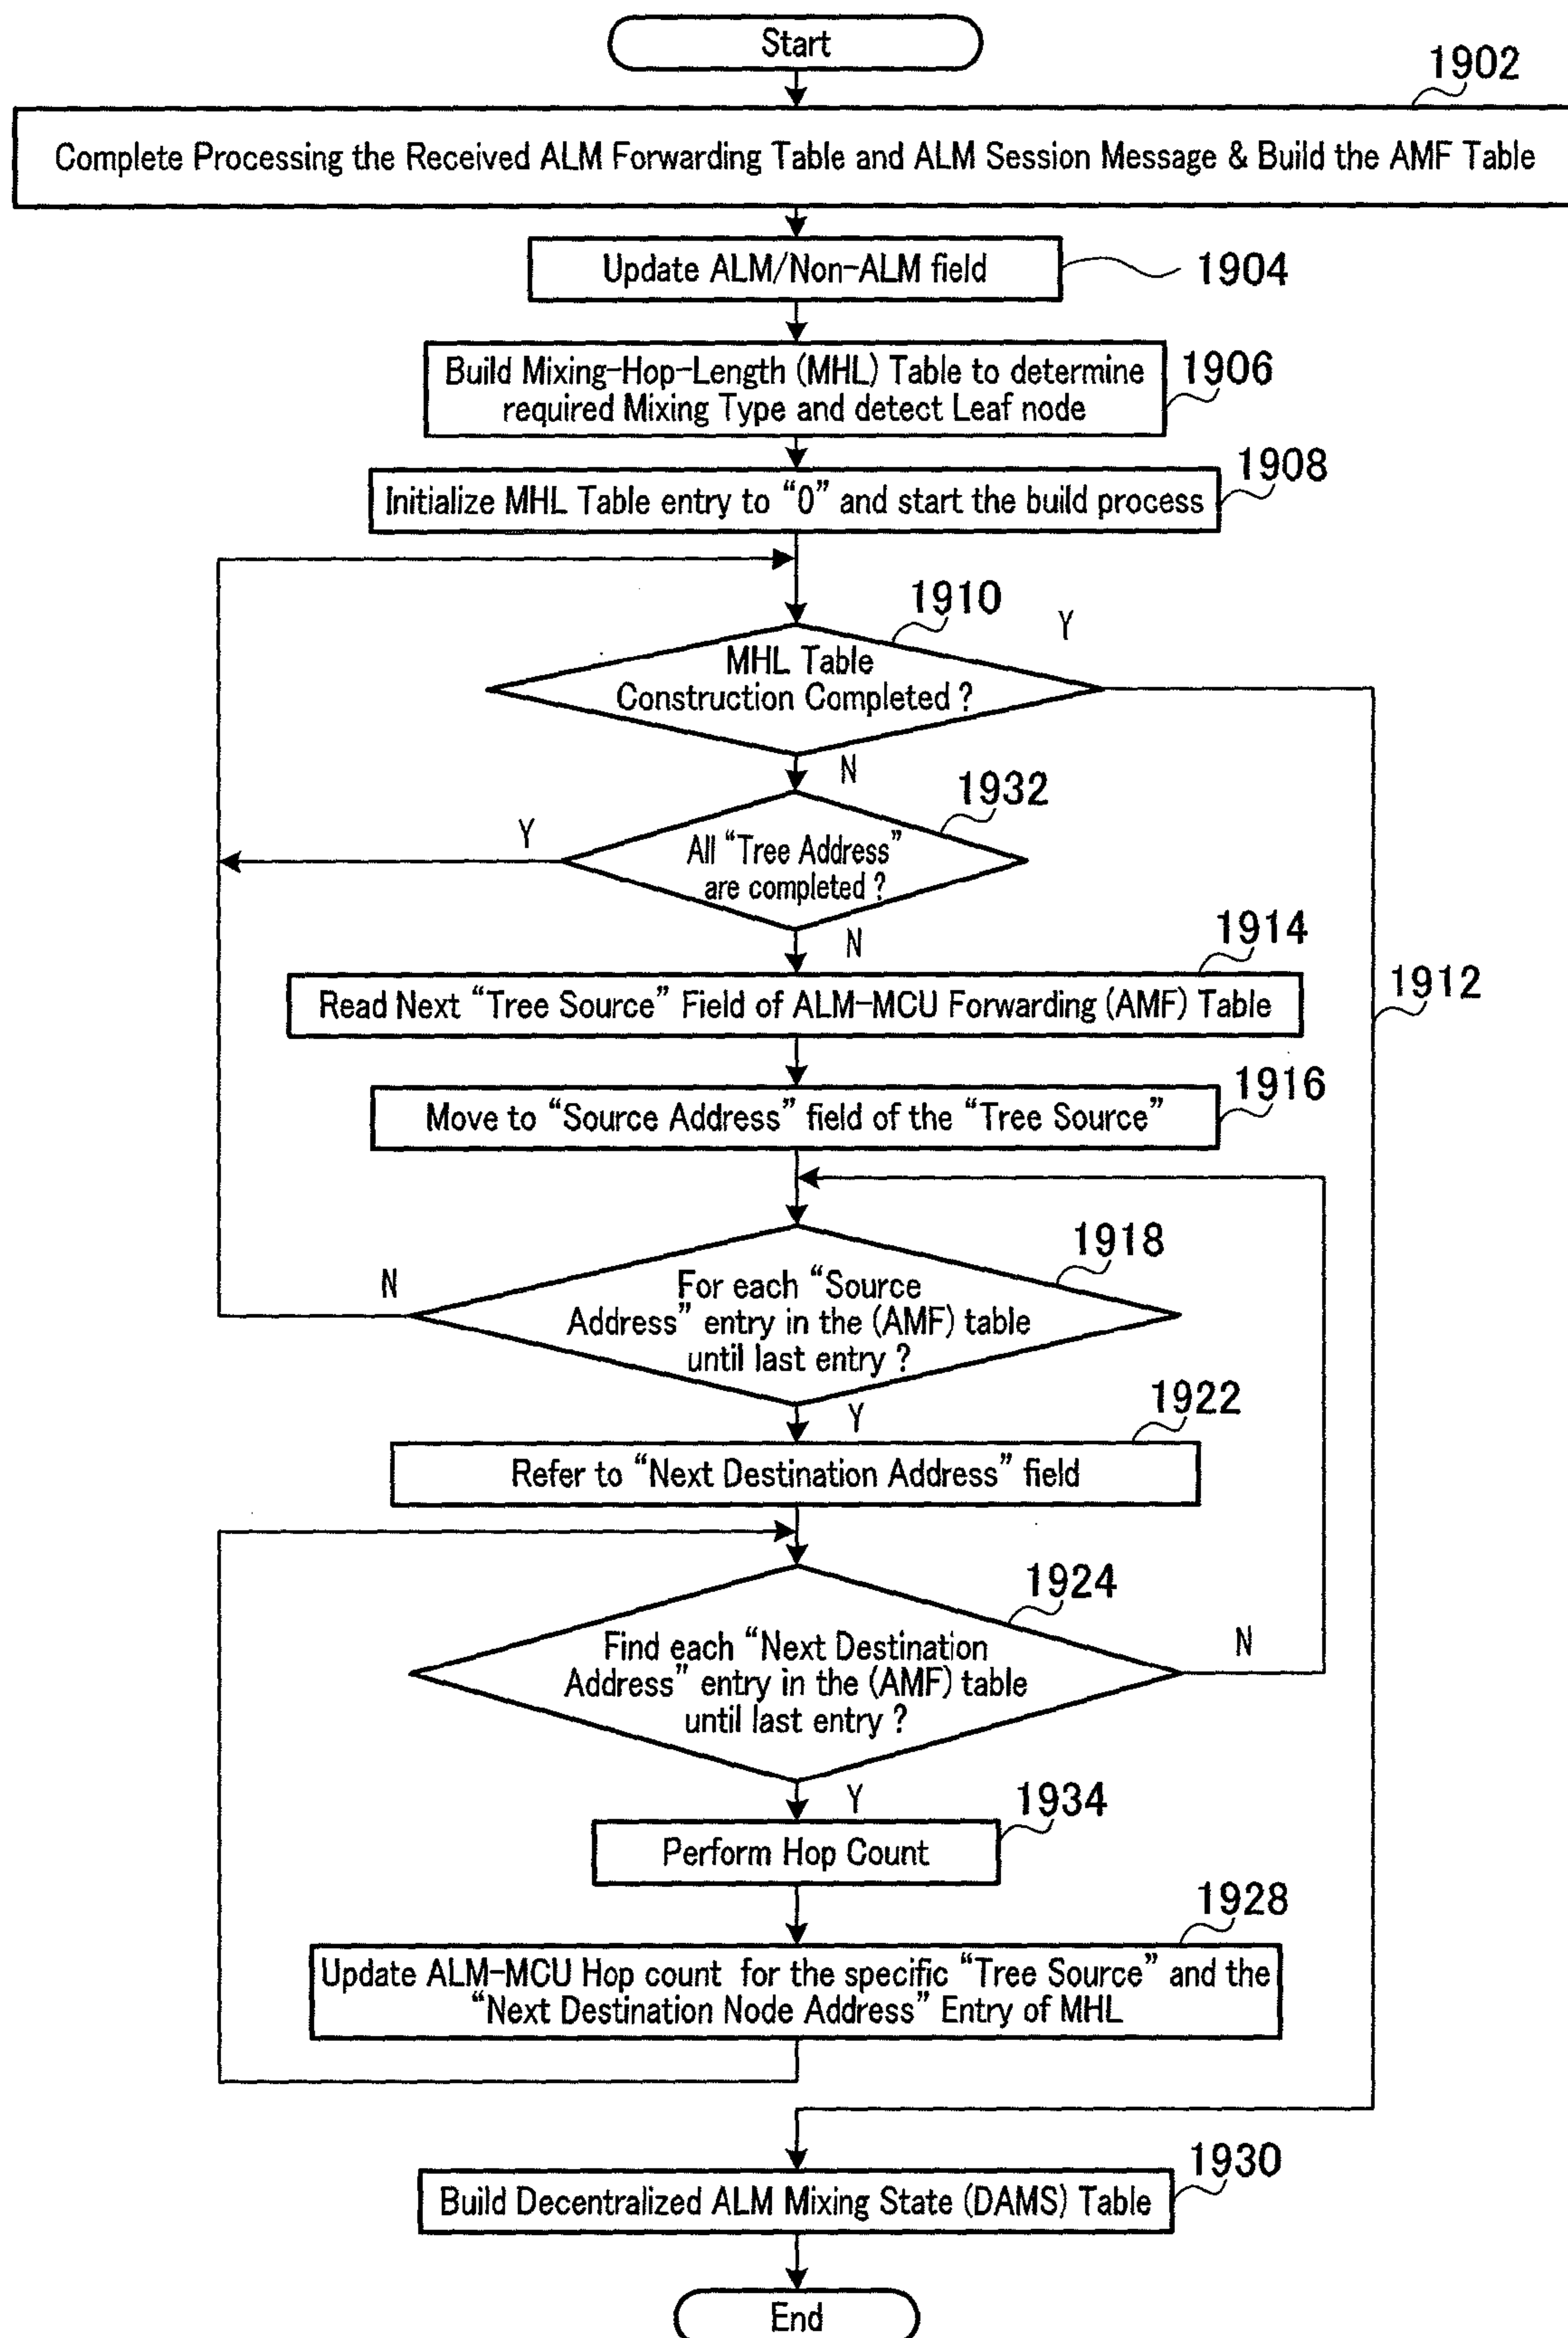 Start
1902
Complete Processing the Received ALM Forwarding Table and ALM Session Message & Build the AMF Table
Update ALM/Non-ALM field
1904
Build Mixing-Hop-Length (MHL) Table to determine
required Mixing Type and detect Leaf node
1906
1908
Initialize MHL Table entry to “0” and start the build process
1910
Y
MHL Table
Construction Completed ?
N
1932
Y
All “Tree Address”
are completed ?
N
1914
Read Next “Tree Source” Field of ALM-MCU Forwarding (AMF) Table
1912
1916
Move to “Source Address” field of the “Tree Source”
1918
N
For each “Source
Address” entry in the (AMF) table
until last entry ?
Y
1922
Refer to “Next Destination Address” field
1924
Find each “Next Destination
Address” entry in the (AMF) table
until last entry ?
N
Y
1934
Perform Hop Count
1928
Update ALM-MCU Hop count for the specific “Tree Source” and the
“Next Destination Node Address” Entry of MHL
1930
Build Decentralized ALM Mixing State (DAMS) Table
End